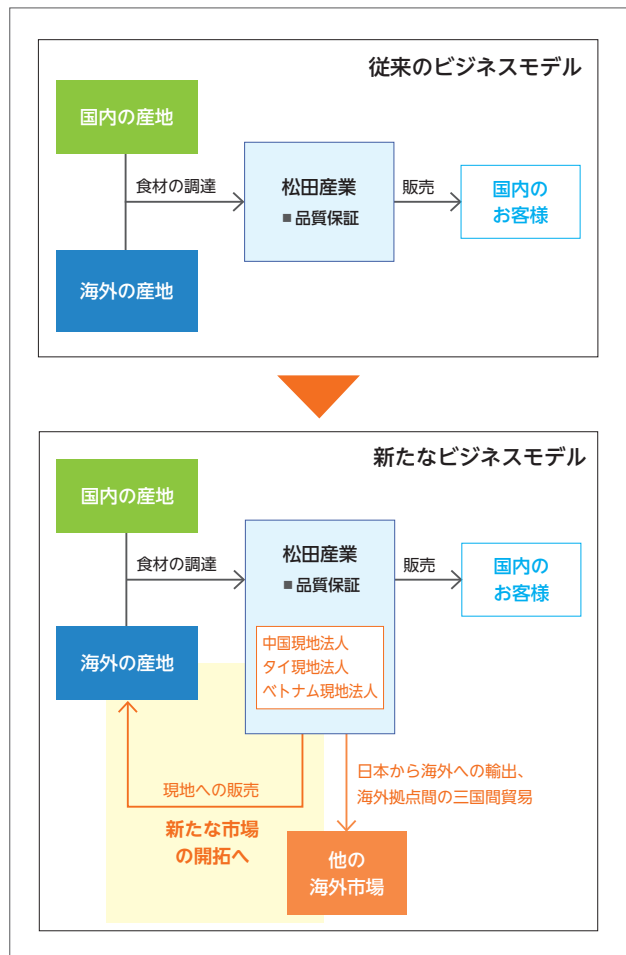 従来のビジネスモデル
国内の産地
食材の調達
松田産業
■品質保証
販売
国内の
お客様
海外の産地
新たなビジネスモデル
国内の産地
食材の調達
松田産業
■品質保証
販売
国内の
お客様
海外の産地
中国現地法人
タイ現地法人
ベトナム現地法人
現地への販売
新たな市場
の開拓へ
日本から海外への輸出、
海外拠点間の三国間貿易
他の
海外市場